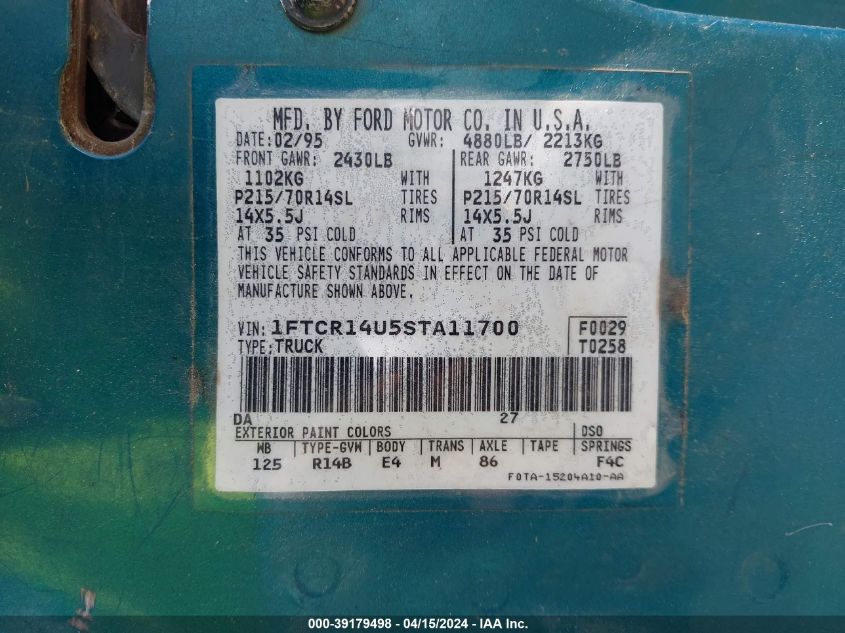 MFD. BY FORD MOTOR CO. IN U.S.A.
DATE: 02/95 GVWR: 4880LB/ 2213KG
FRONT GAWR: 2430LB REAR GAWR: 2750LB
1102KG WITH 1247KG WITH
P215/70R14SL TIRES P215/70R14SL TIRES
14X5.5J RIMS 14X5.5J RIMS
AT 35 PSI COLD AT 35 PSI COLD
THIS VEHICLE CONFORMS TO ALL APPLICABLE FEDERAL MOTOR
VEHICLE SAFETY STANDARDS IN EFFECT ON THE DATE OF
MANUFACTURE SHOWN ABOVE.
VIN: 1FTCR14U5STA11700 F0029
TYPE: TRUCK T0258
DA 27
EXTERIOR PAINT COLORS DSO
WB TYPE-GVW BODY TRANS AXLE TAPE SPRINGS
125 R14B E4 M 86 F4C
F0TA-15204A10-AA
000-39179498 - 04/15/2024 - IAA Inc.